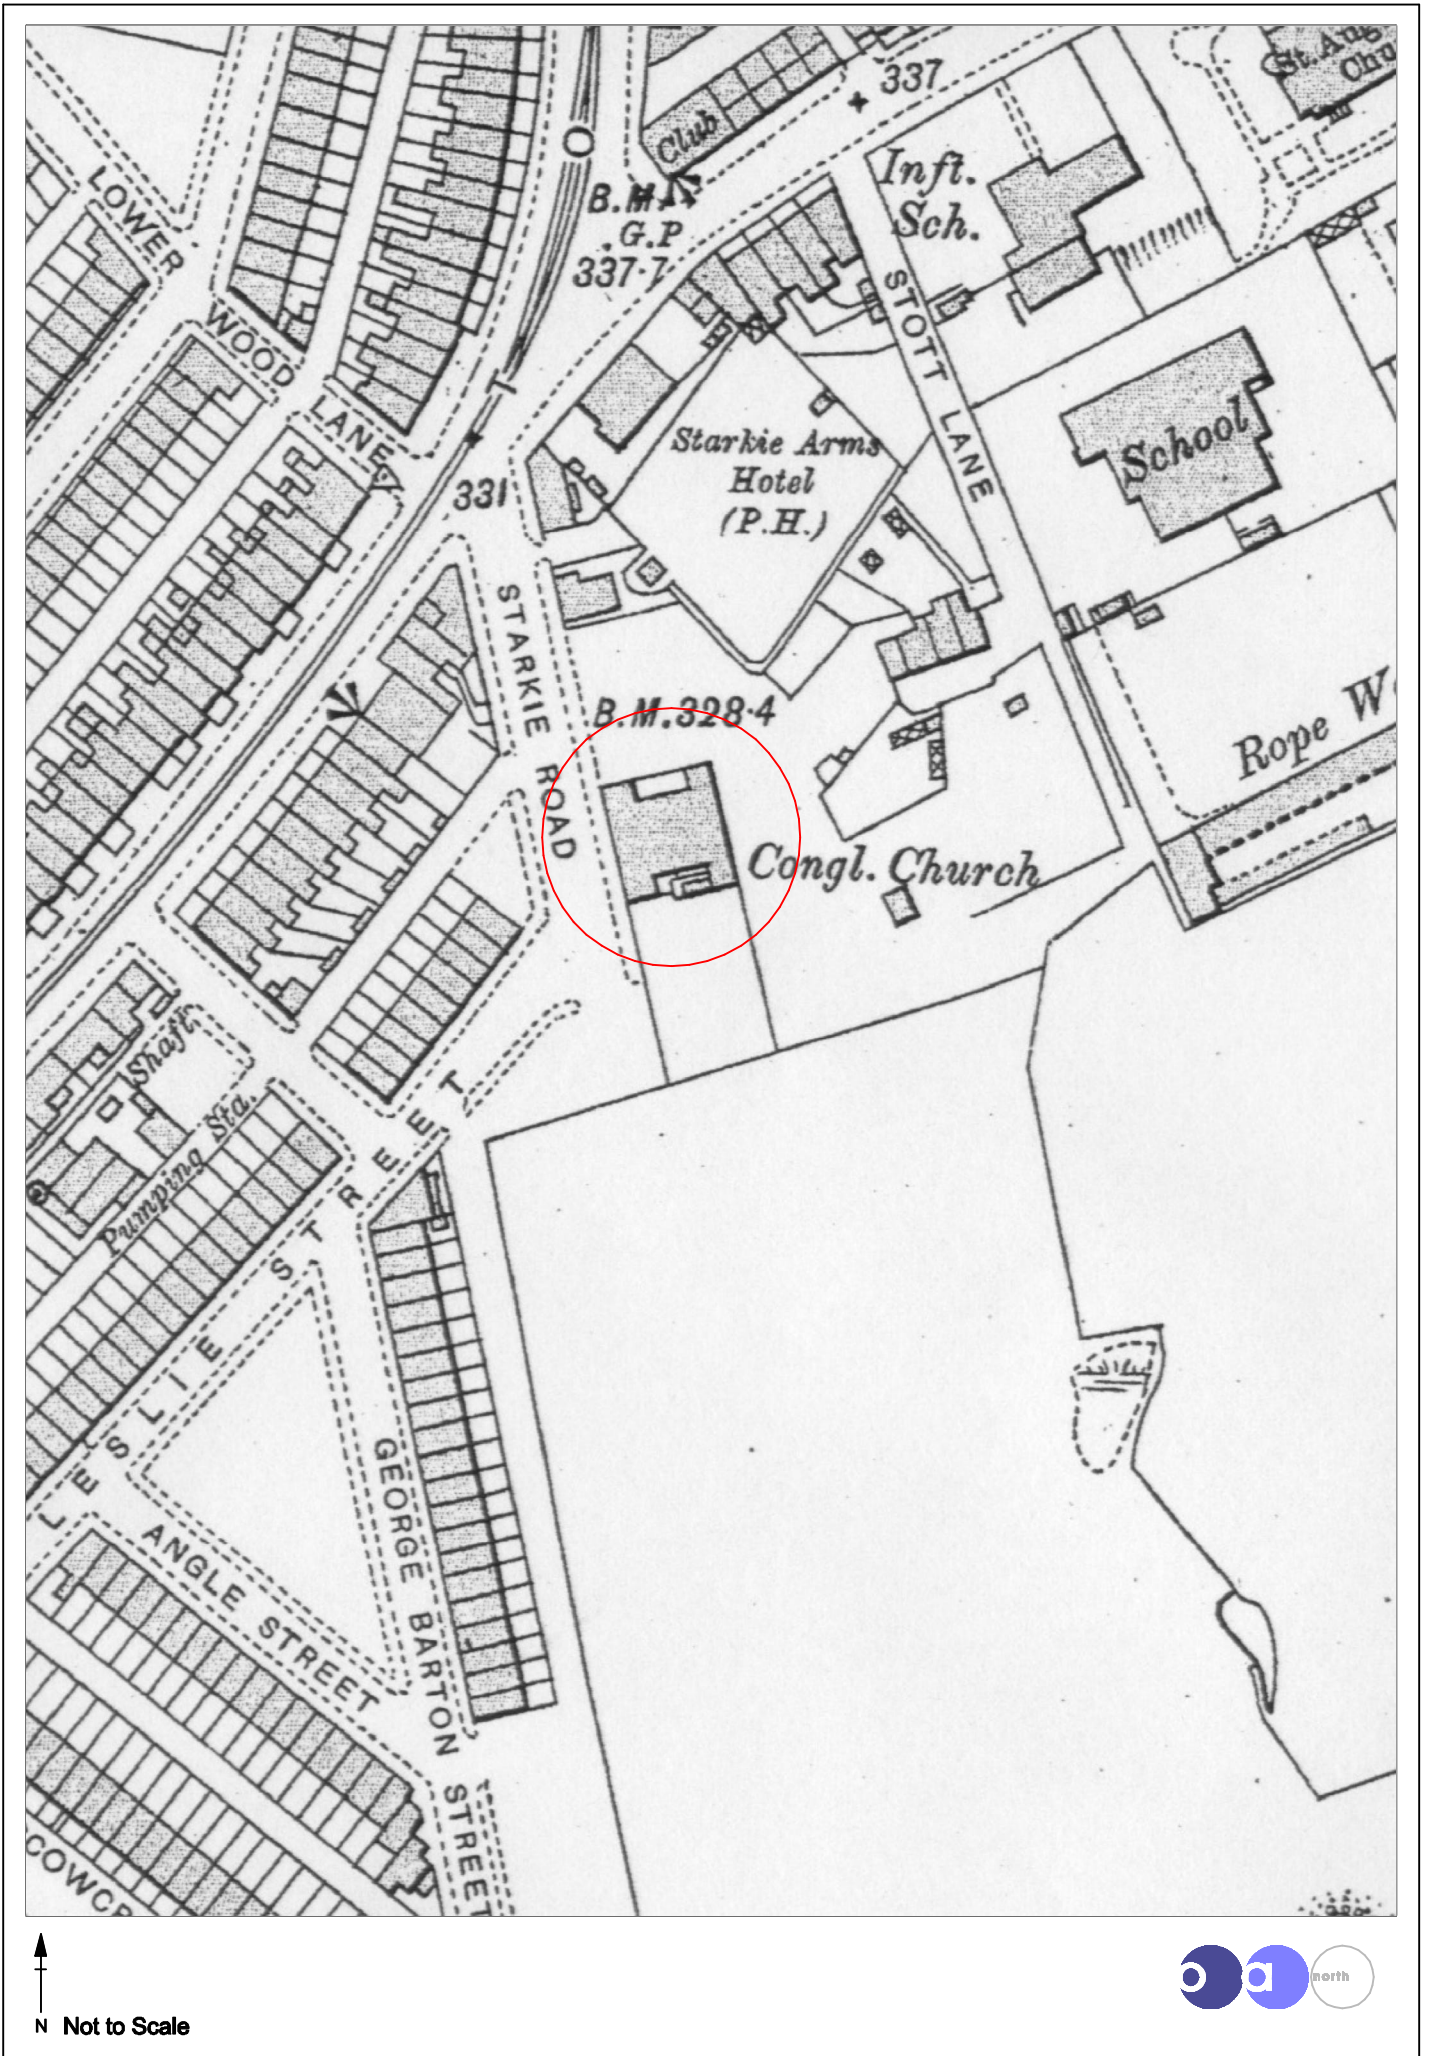 337
St. Aug
Chu
Club
Inft.
Sch.
B.M.
G.P
337·7
LOWER
WOOD
LANE
STOTT LANE
School
Starkie Arms
Hotel
(P.H.)
331
STARKIE ROAD
B.M.328·4
Rope W
Congl. Church
Shaft
Pumping Sta.
LESLIE STREET
GEORGE BARTON STREET
ANGLE STREET
COWCR
oa north
N
Not to Scale